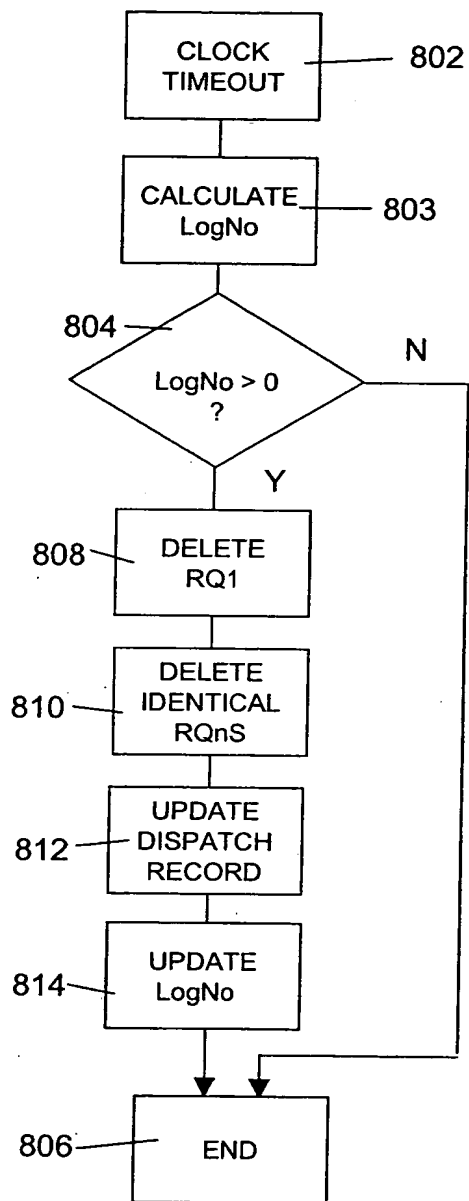 CLOCK
TIMEOUT
802
CALCULATE
LogNo
803
804
LogNo > 0
?
N
Y
808
DELETE
RQ1
810
DELETE
IDENTICAL
RQnS
812
UPDATE
DISPATCH
RECORD
814
UPDATE
LogNo
806
END